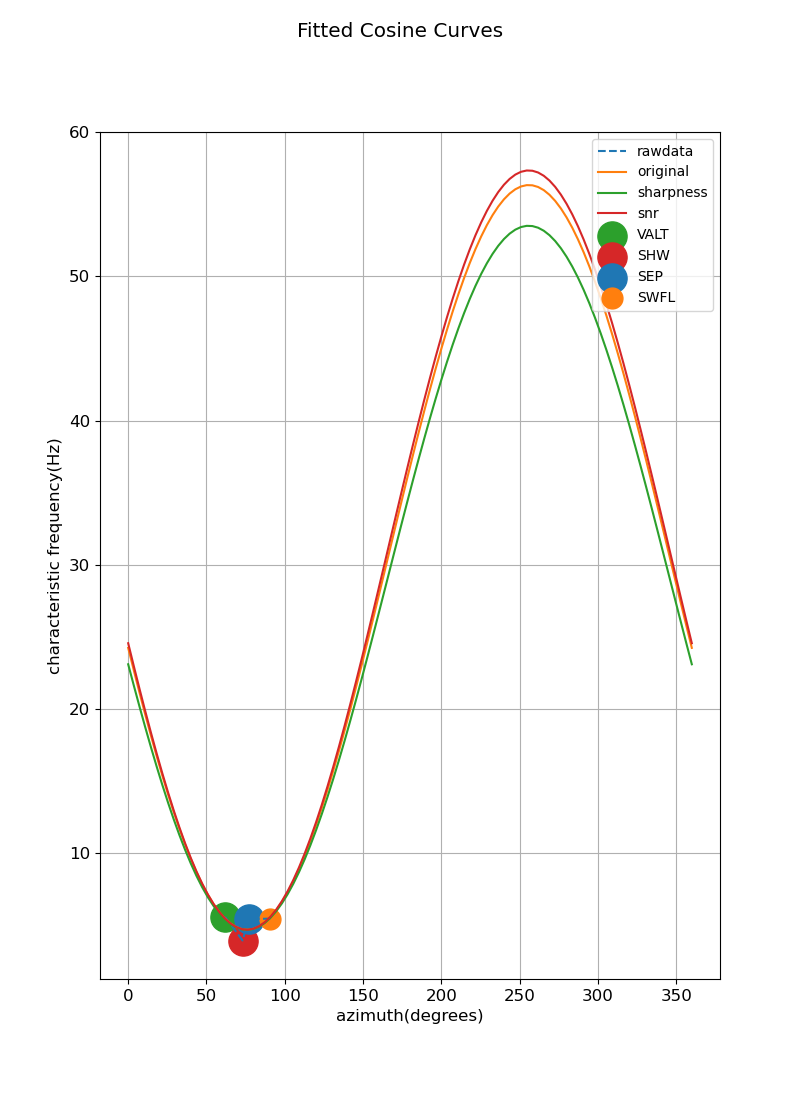 Fitted Cosine Curves
60
50
40
30
20
10
characteristic frequency(Hz)
rawdata
original
sharpness
snr
VALT
SHW
SEP
SWFL
0 50 100 150 200 250 300 350
azimuth(degrees)